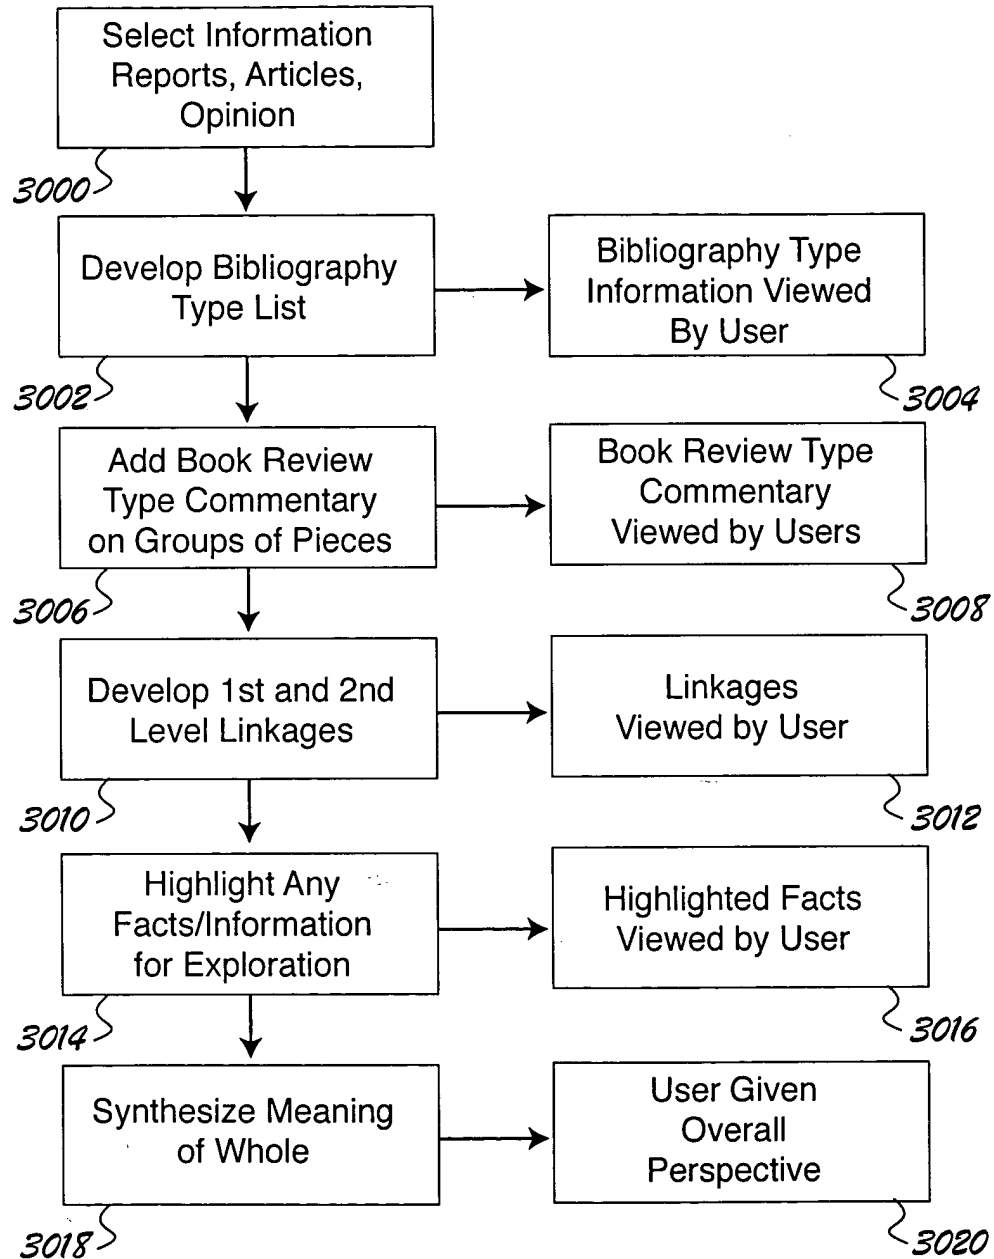 Select Information
Reports, Articles,
Opinion
3000
Develop Bibliography
Type List
3002
Bibliography Type
Information Viewed
By User
3004
Add Book Review
Type Commentary
on Groups of Pieces
3006
Book Review Type
Commentary
Viewed by Users
3008
Develop 1st and 2nd
Level Linkages
3010
Linkages
Viewed by User
3012
Highlight Any
Facts/Information
for Exploration
3014
Highlighted Facts
Viewed by User
3016
Synthesize Meaning
of Whole
3018
User Given
Overall
Perspective
3020